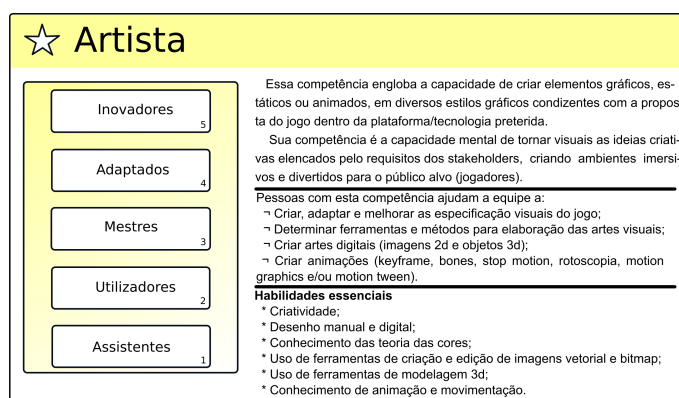 Artista
Inovadores
5
Adaptados
4
Mestres
3
Utilizadores
2
Assistentes
1
Essa competência engloba a capacidade de criar elementos gráficos, es-
táticos ou animados, em diversos estilos gráficos condizentes com a propos
ta do jogo dentro da plataforma/tecnologia preterida.
Sua competência é a capacidade mental de tornar visuais as ideias criati-
vas elencados pelo requisitos dos stakeholders, criando ambientes imersi-
vos e divertidos para o público alvo (jogadores).
Pessoas com esta competência ajudam a equipe a:
¬ Criar, adaptar e melhorar as especificação visuais do jogo;
¬ Determinar ferramentas e métodos para elaboração das artes visuais;
¬ Criar artes digitais (imagens 2d e objetos 3d);
¬ Criar animações (keyframe, bones, stop motion, rotoscopia, motion
graphics e/ou motion tween).
Habilidades essenciais
* Criatividade;
* Desenho manual e digital;
* Conhecimento das teoria das cores;
* Uso de ferramentas de criação e edição de imagens vetorial e bitmap;
* Uso de ferramentas de modelagem 3d;
* Conhecimento de animação e movimentação.